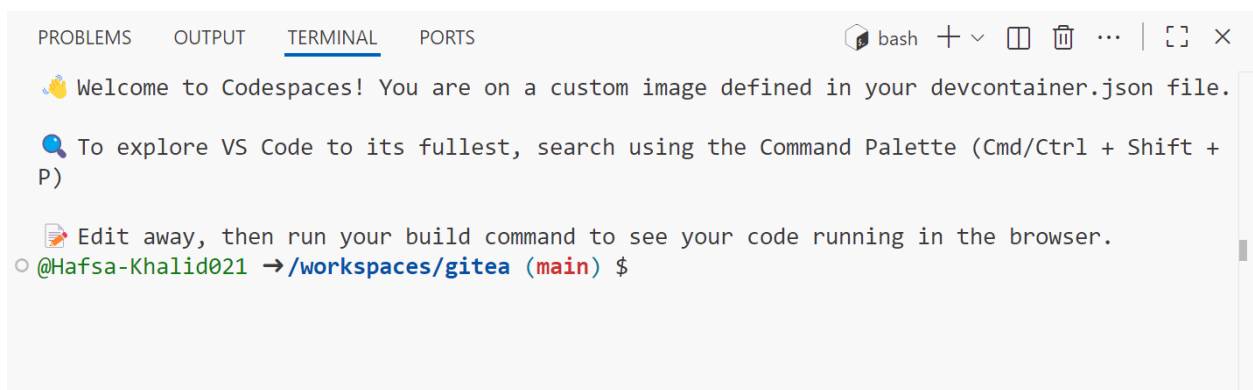 PROBLEMS OUTPUT TERMINAL PORTS bash
👋 Welcome to Codespaces! You are on a custom image defined in your devcontainer.json file.
🔍 To explore VS Code to its fullest, search using the Command Palette (Cmd/Ctrl + Shift +
P)
📝 Edit away, then run your build command to see your code running in the browser.
@Hafsa-Khalid021 ➜/workspaces/gitea (main) $